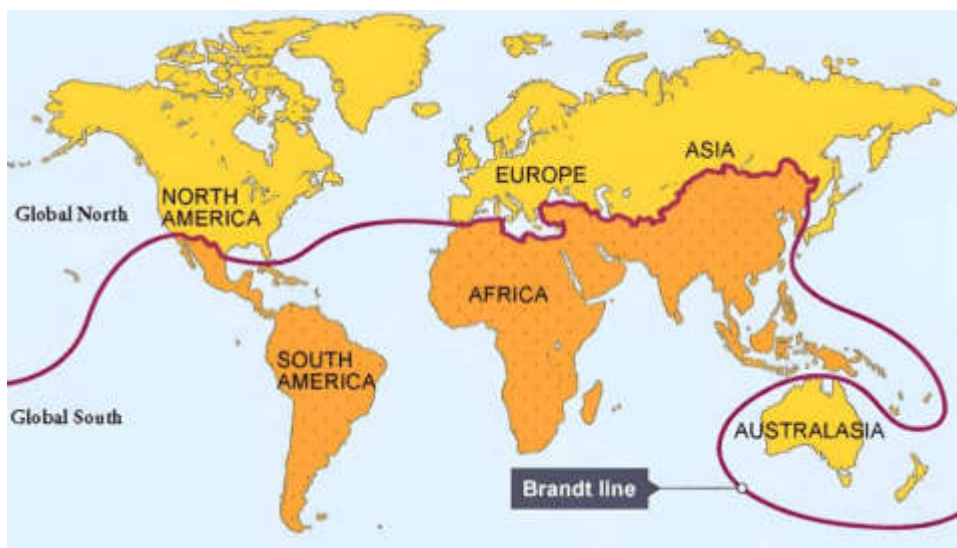 ASIA
EUROPE
NORTH
AMERICA
Global North
AFRICA
SOUTH
AMERICA
Global South
AUSTRALASIA
Brandt line